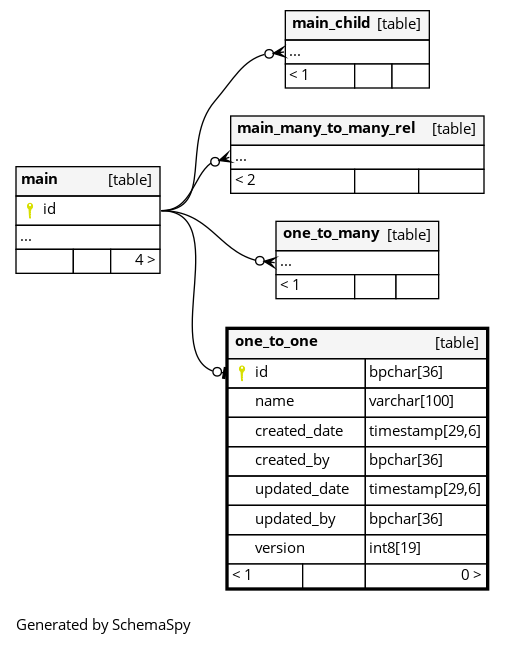 main_child [table]
...
< 1
main_many_to_many_rel [table]
...
< 2
main [table]
id
...
4 >
one_to_many [table]
...
< 1
one_to_one [table]
id bpchar[36]
name varchar[100]
created_date timestamp[29,6]
created_by bpchar[36]
updated_date timestamp[29,6]
updated_by bpchar[36]
version int8[19]
< 1 0 >
Generated by SchemaSpy